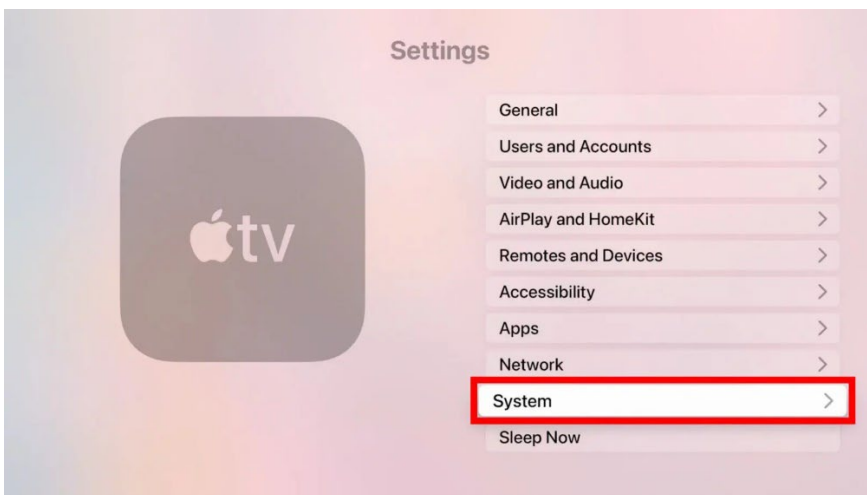 Settings
tv
General
Users and Accounts
Video and Audio
AirPlay and HomeKit
Remotes and Devices
Accessibility
Apps
Network
System
Sleep Now